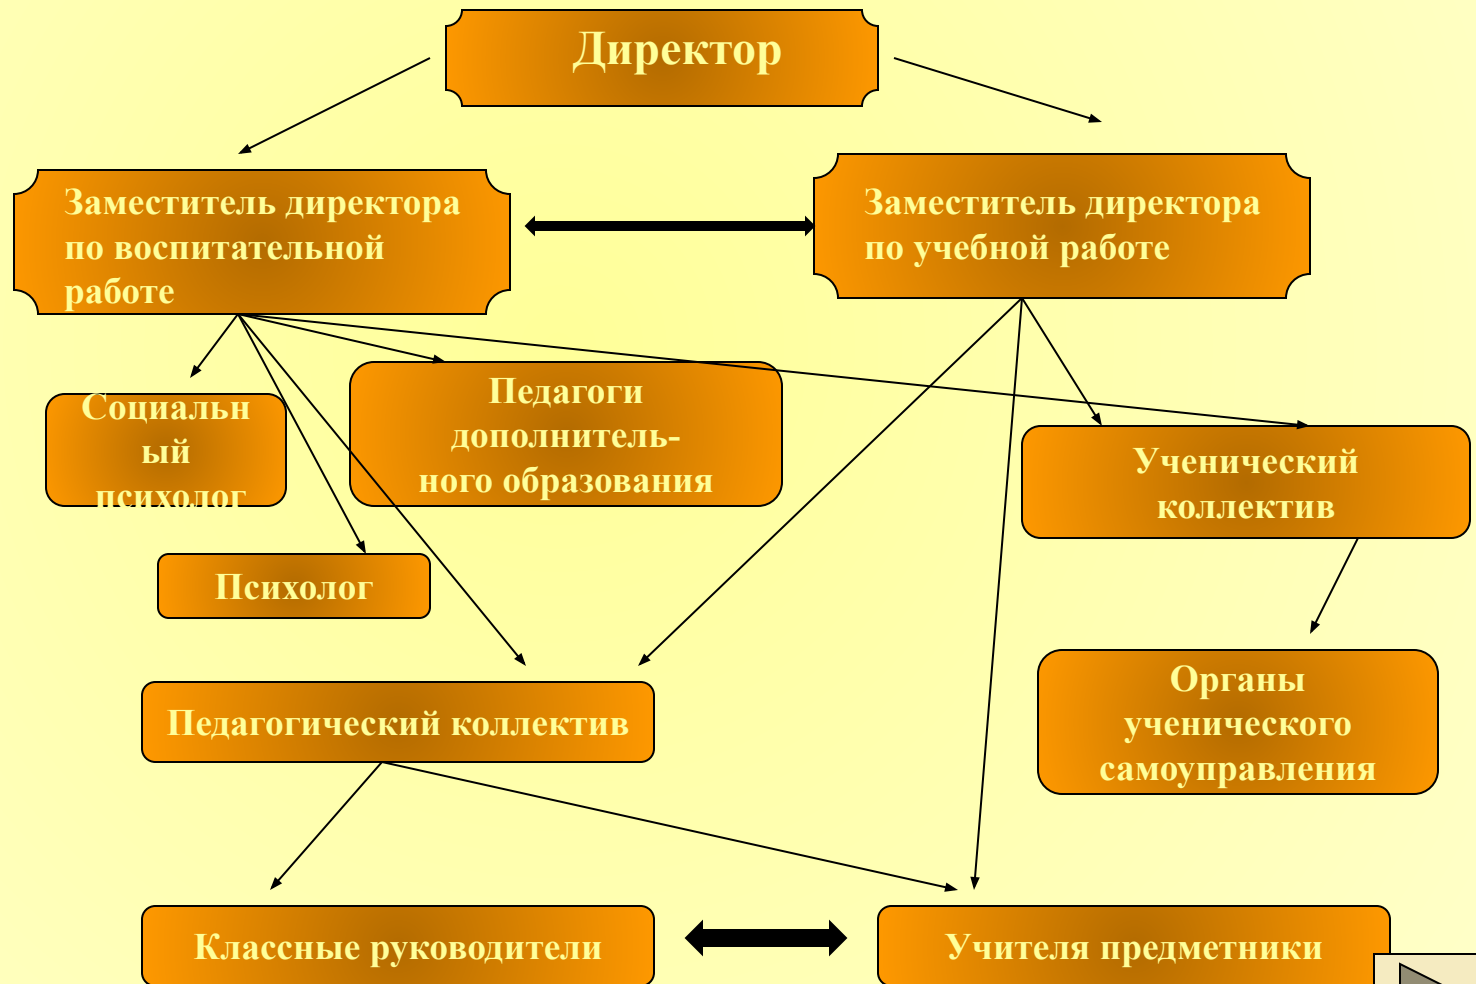 Директор
Заместитель директора
по воспитательной
работе
Заместитель директора
по учебной работе
Социальн
ый
психолог
Педагоги
дополнитель-
ного образования
Ученический
коллектив
Психолог
Органы
ученического
самоуправления
Педагогический коллектив
Классные руководители
Учителя предметники